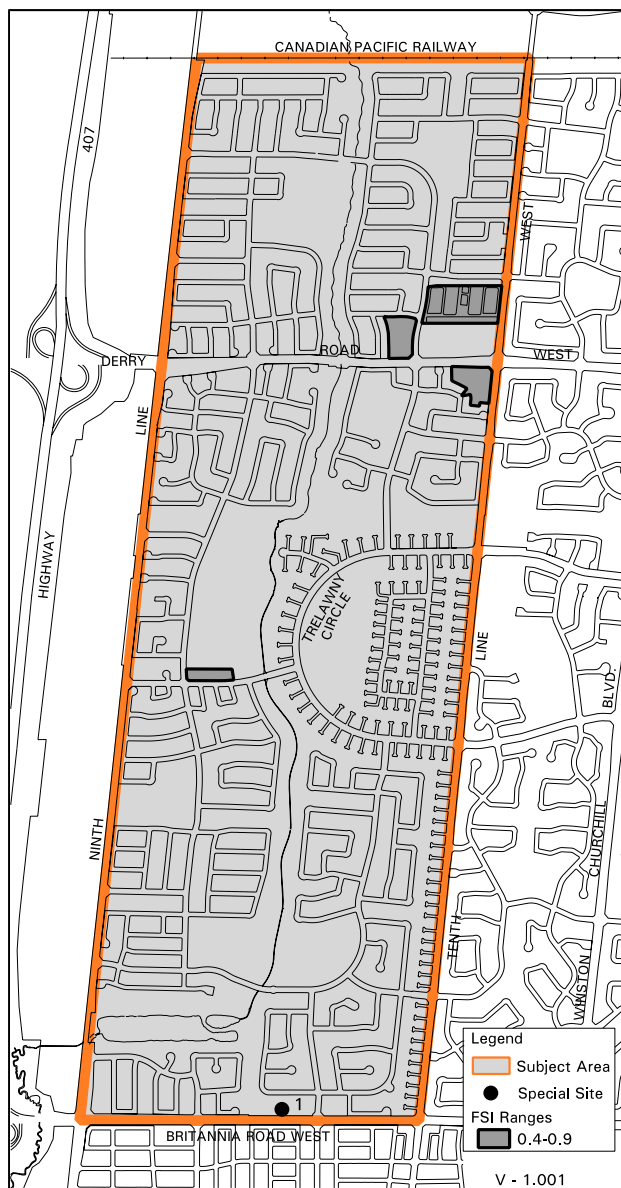 CANADIAN PACIFIC RAILWAY
407
WEST
DERRY
ROAD
WEST
LINE
HIGHWAY
TRELAWNY
CIRCLE
LINE
BLVD.
CHURCHILL
NINTH
TENTH
WINSTON
Legend
Subject Area
Special Site
FSI Ranges
0.4-0.9
1
BRITANNIA ROAD WEST
V - 1.001